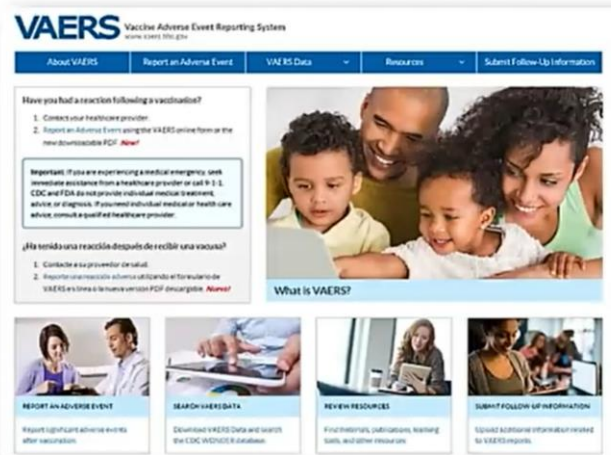 VAERS Vaccine Adverse Event Reporting System
www.vaers.hhs.gov
About VAERS
Report an Adverse Event
VAERS Data
Resources
Submit Follow-Up Information
Have you had a reaction following a vaccination?
1. Contact your healthcare provider.
2. Report an Adverse Event using the VAERS online form or the
new downloadable PDF. New!
Important: If you are experiencing a medical emergency, seek
immediate assistance from a healthcare provider or call 9-1-1.
CDC and FDA do not provide individual medical treatment,
advice, or diagnosis. If you need individual medical or health care
advice, consult a qualified healthcare provider.
¿Ha tenido una reacción después de recibir una vacuna?
1. Contacte a su proveedor de salud.
2. Reporte una reacción adversa utilizando el formulario de
VAERS en línea o la nueva versión PDF descargable. Nuevo!
What is VAERS?
REPORT AN ADVERSE EVENT
Report significant adverse events
after vaccination.
SEARCH VAERS DATA
Download VAERS Data and search
the CDC WONDER database.
REVIEW RESOURCES
Find materials, publications, learning
tools, and other resources.
SUBMIT FOLLOW-UP INFORMATION
Upload additional information related
to VAERS reports.